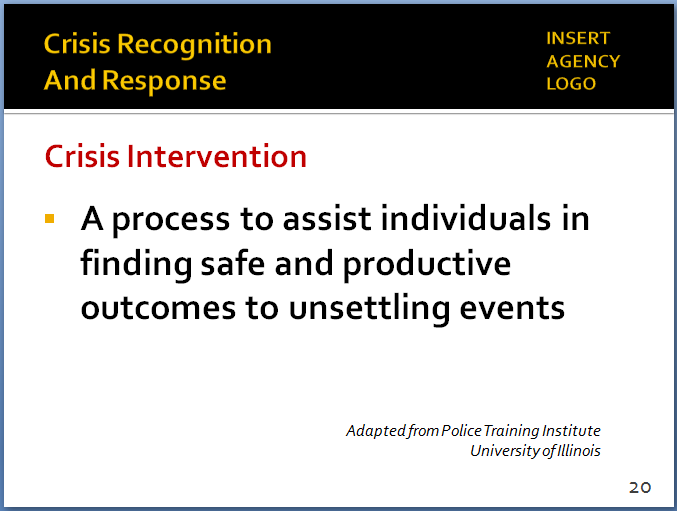 Crisis Recognition
And Response
INSERT
AGENCY
LOGO
Crisis Intervention
A process to assist individuals in
finding safe and productive
outcomes to unsettling events
Adapted from Police Training Institute
University of Illinois
20